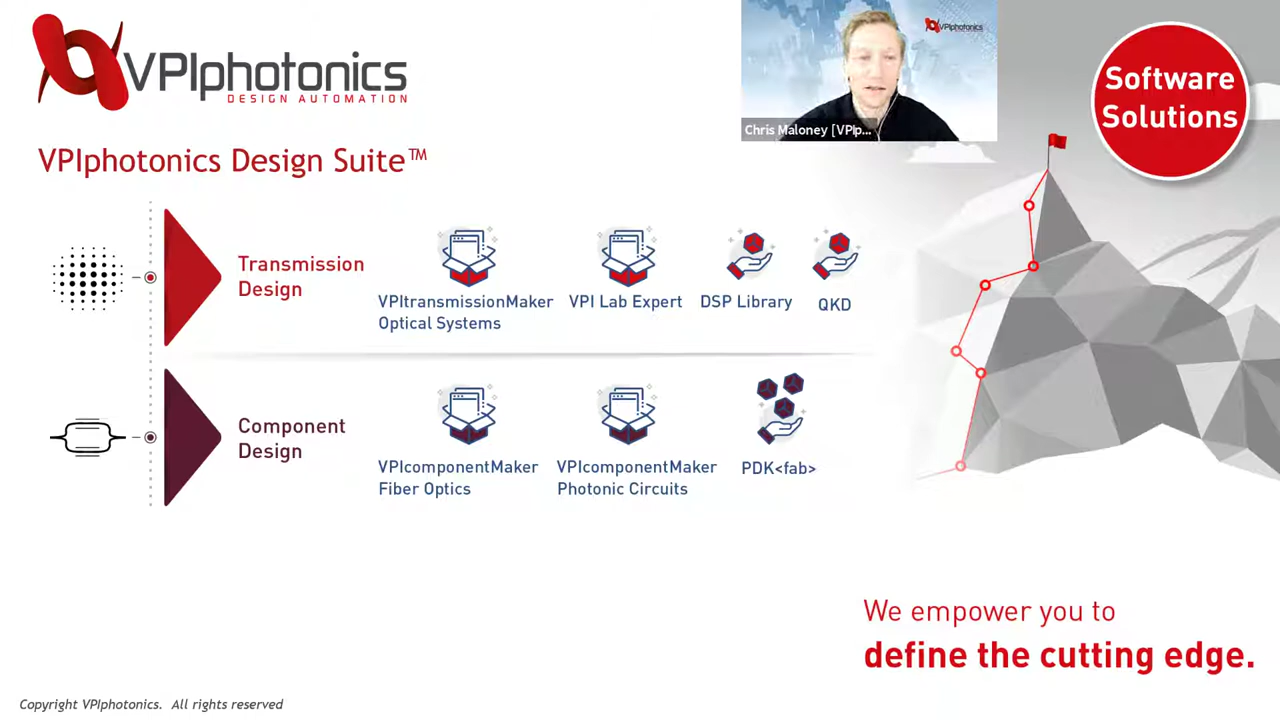 VPIphotonics
DESIGN AUTOMATION
VPIphotonics
Chris Maloney [VPIp...
Software
Solutions
VPIphotonics Design Suite™
Transmission
Design
VPItransmissionMaker
Optical Systems
VPI Lab Expert
DSP Library
QKD
Component
Design
VPIcomponentMaker
Fiber Optics
VPIcomponentMaker
Photonic Circuits
PDK<fab>
We empower you to
define the cutting edge.
Copyright VPIphotonics. All rights reserved